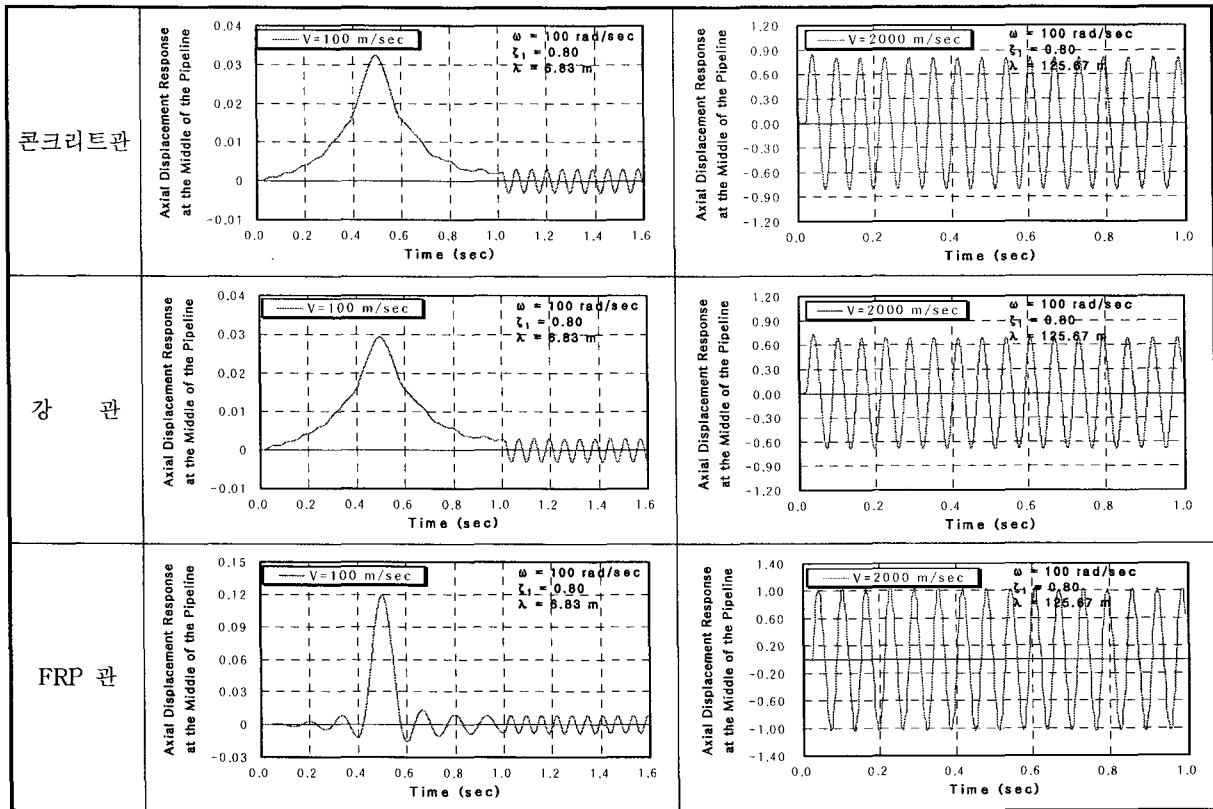 콘크리트관
Axial Displacement Response
at the Middle of the Pipeline
0.04
0.03
0.02
0.01
0
-0.01
V=100 m/sec
ω = 100 rad/sec
ζ₁ = 0.80
λ = 6.83 m
0.0 0.2 0.4 0.6 0.8 1.0 1.2 1.4 1.6
Time (sec)
Axial Displacement Response
at the Middle of the Pipeline
1.20
0.90
0.60
0.30
0.00
-0.30
-0.60
-0.90
-1.20
V=2000 m/sec
ω = 100 rad/sec
ζ₁ = 0.80
λ = 125.67 m
0.0 0.2 0.4 0.6 0.8 1.0
Time (sec)
강 관
Axial Displacement Response
at the Middle of the Pipeline
0.04
0.03
0.02
0.01
0
-0.01
V=100 m/sec
ω = 100 rad/sec
ζ₁ = 0.80
λ = 6.83 m
0.0 0.2 0.4 0.6 0.8 1.0 1.2 1.4 1.6
Time (sec)
Axial Displacement Response
at the Middle of the Pipeline
1.20
0.90
0.60
0.30
0.00
-0.30
-0.60
-0.90
-1.20
V=2000 m/sec
ω = 100 rad/sec
ζ₁ = 0.80
λ = 125.67 m
0.0 0.2 0.4 0.6 0.8 1.0
Time (sec)
FRP 관
Axial Displacement Response
at the Middle of the Pipeline
0.15
0.12
0.09
0.06
0.03
0
-0.03
V=100 m/sec
ω = 100 rad/sec
ζ₁ = 0.80
λ = 6.83 m
0.0 0.2 0.4 0.6 0.8 1.0 1.2 1.4 1.6
Time (sec)
Axial Displacement Response
at the Middle of the Pipeline
1.40
1.00
0.60
0.20
-0.20
-0.60
-1.00
-1.40
V=2000 m/sec
ω = 100 rad/sec
ζ₁ = 0.80
λ = 125.67 m
0.0 0.2 0.4 0.6 0.8 1.0
Time (sec)